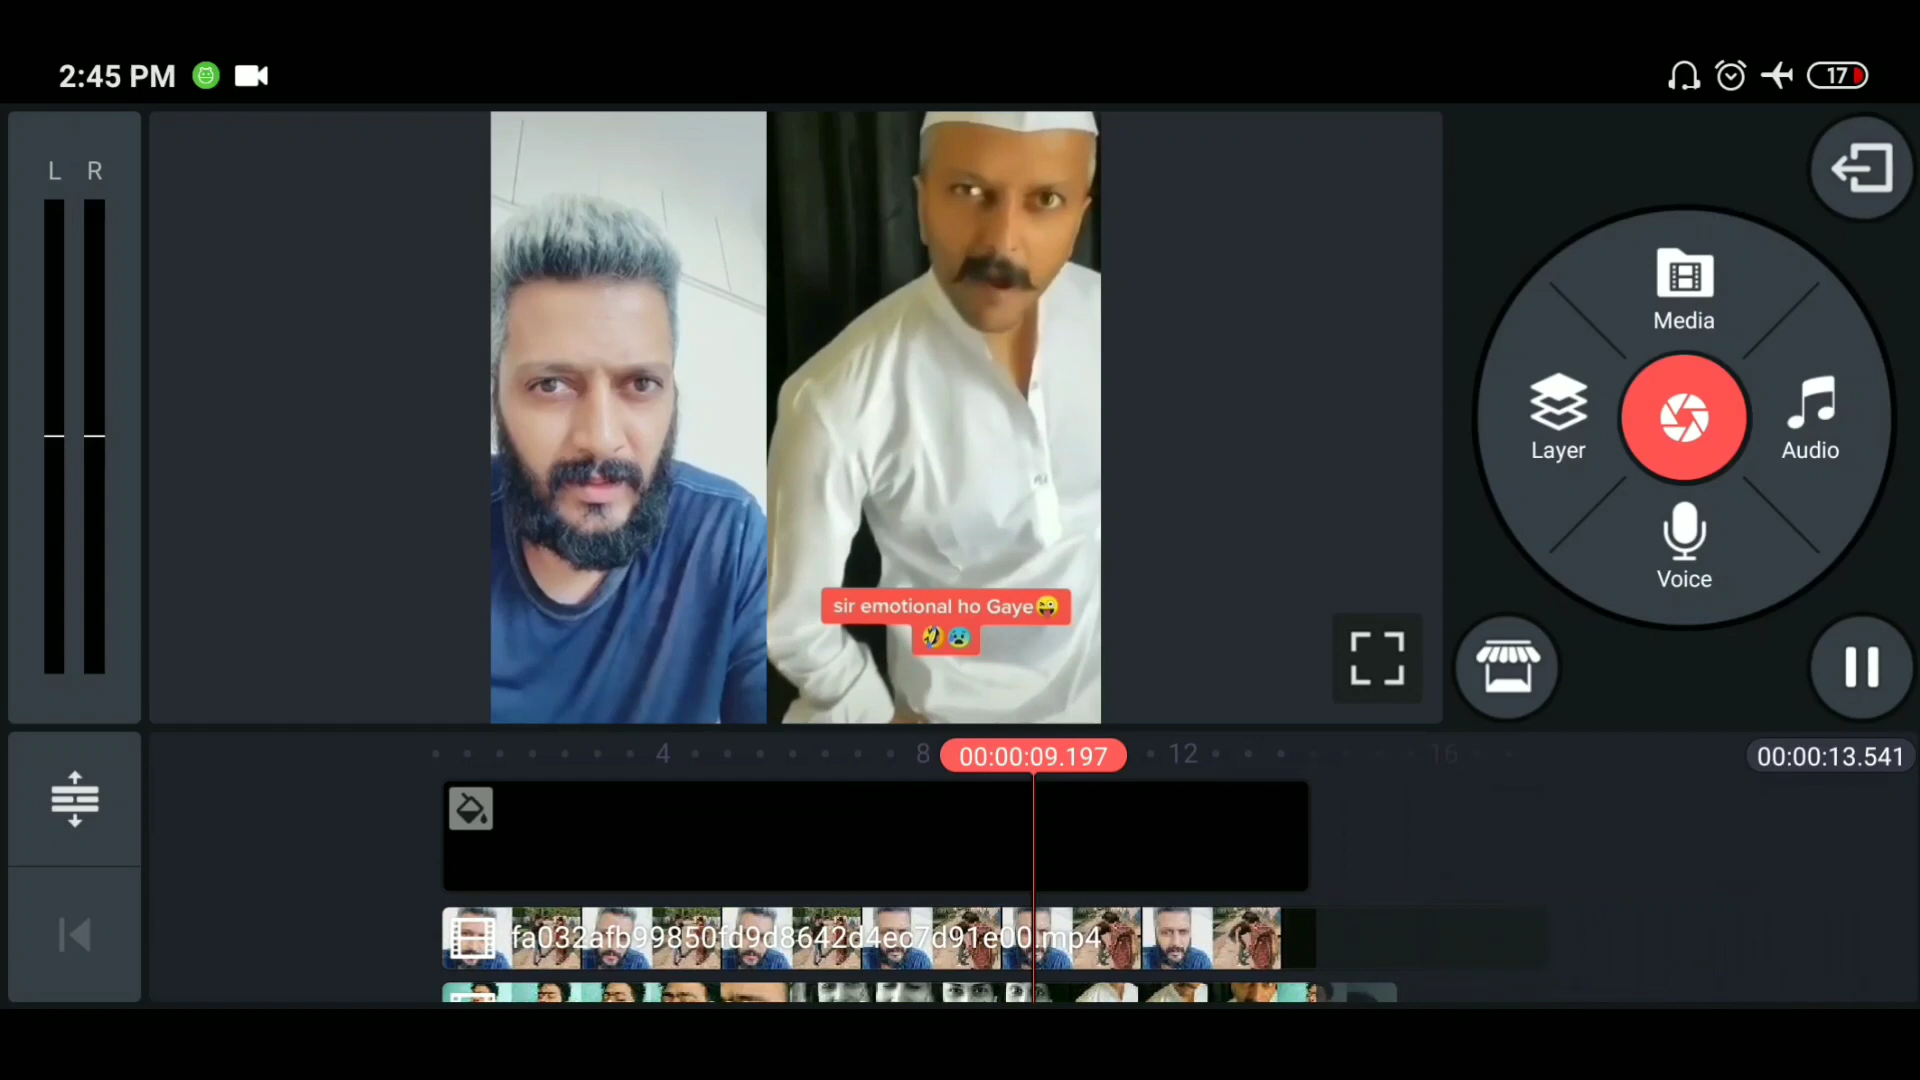 2:45 PM
17
L R
Media
Layer
Audio
Voice
sir emotional ho Gaye😜
🤣😥
4
8
00:00:09.197
12
16
00:00:13.541
fa032afb99850fd9d8642d4ec7d91e00.mp4